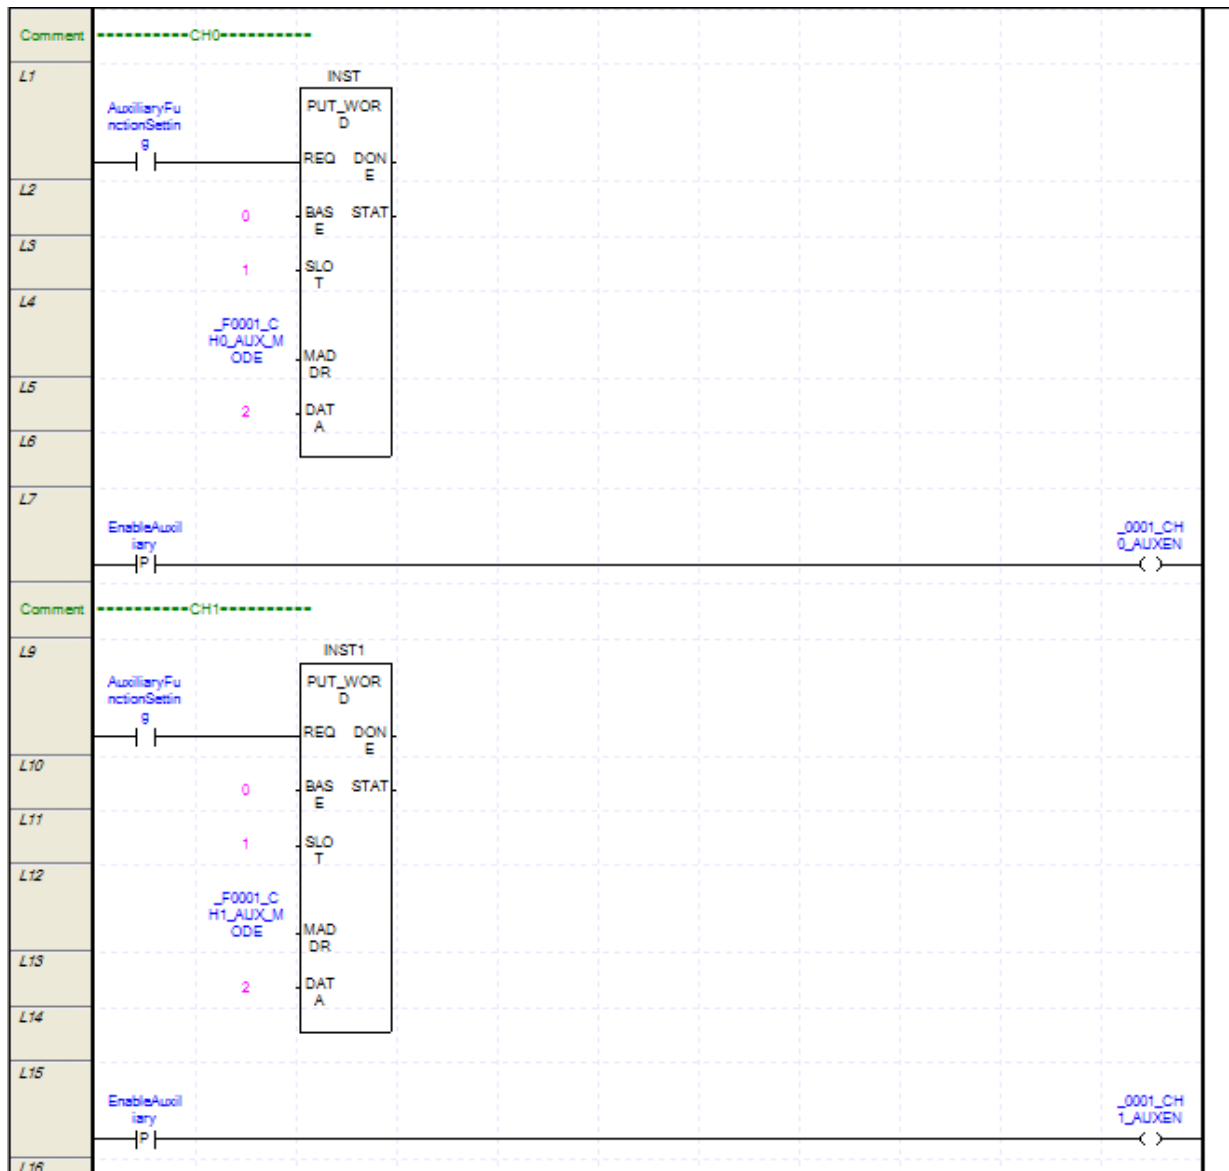 Comment ----------CH0----------
L1
INST
AuxiliaryFu
nctionSettin
g
PUT_WOR
D
REQ DON
E
L2
0 BAS STAT
E
L3
1 SLO
T
L4
_F0001_C
H0_AUX_M
ODE MAD
DR
L5
2 DAT
A
L6
L7
EnableAuxil
iary
P
_0001_CH
0_AUXEN
Comment ----------CH1----------
L9
INST1
AuxiliaryFu
nctionSettin
g
PUT_WOR
D
REQ DON
E
L10
0 BAS STAT
E
L11
1 SLO
T
L12
_F0001_C
H1_AUX_M
ODE MAD
DR
L13
2 DAT
A
L14
L15
EnableAuxil
iary
P
_0001_CH
1_AUXEN
L16